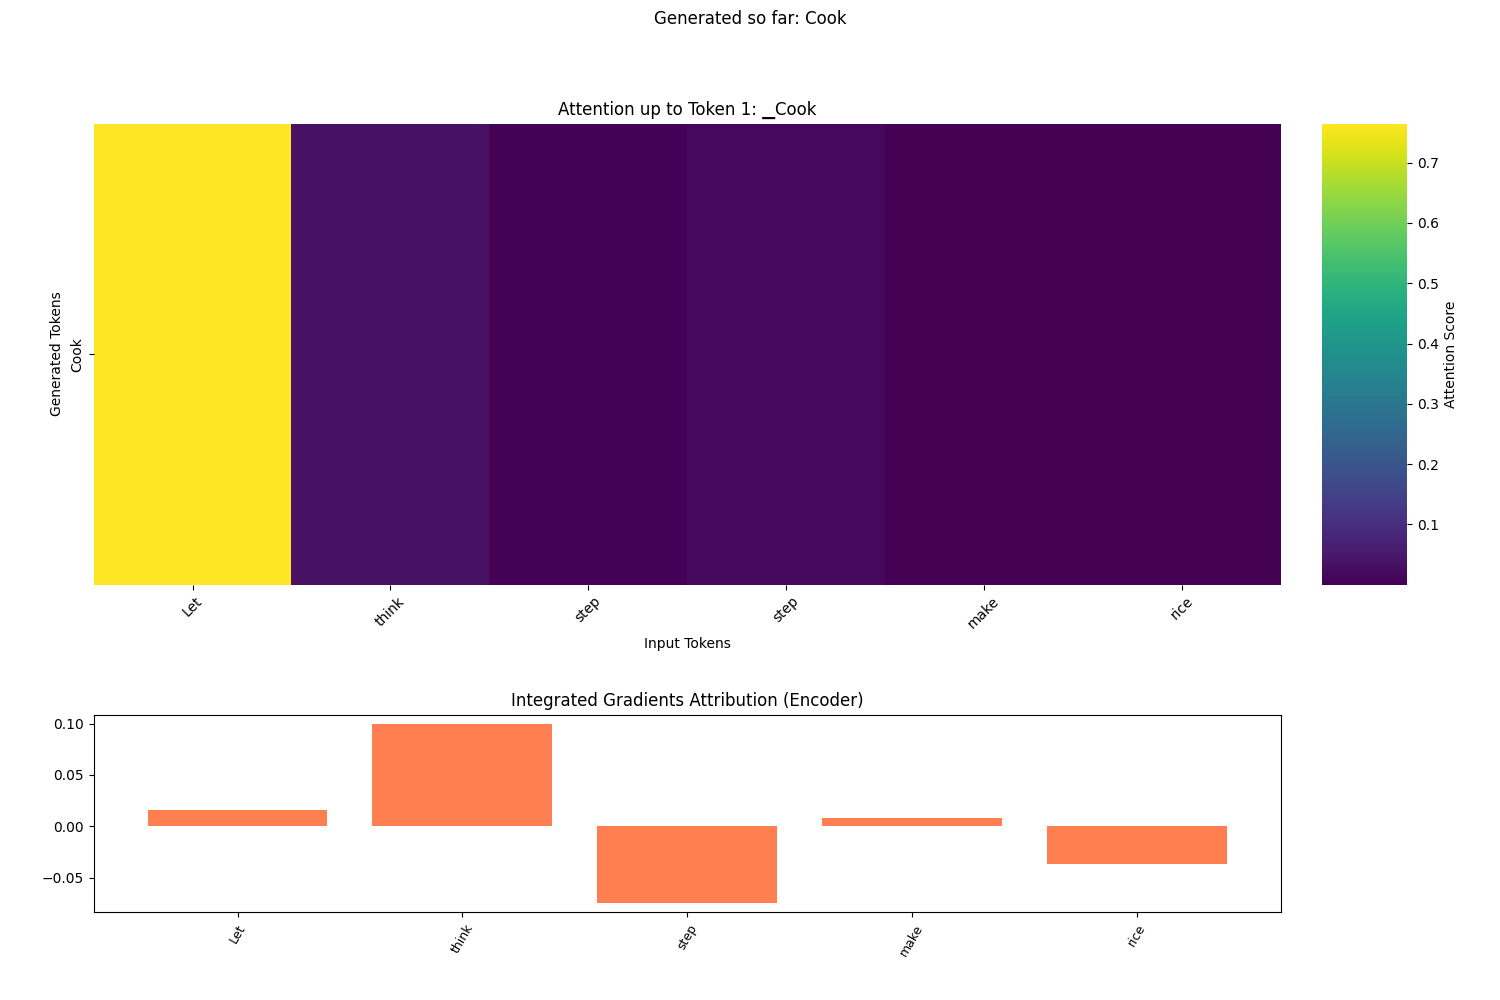 Generated so far: Cook
Attention up to Token 1: ▁Cook
Generated Tokens
Cook
Let think step step make rice
Input Tokens
0.7
0.6
0.5
0.4
0.3
0.2
0.1
Attention Score
Integrated Gradients Attribution (Encoder)
0.10
0.05
0.00
−0.05
Let think step make rice